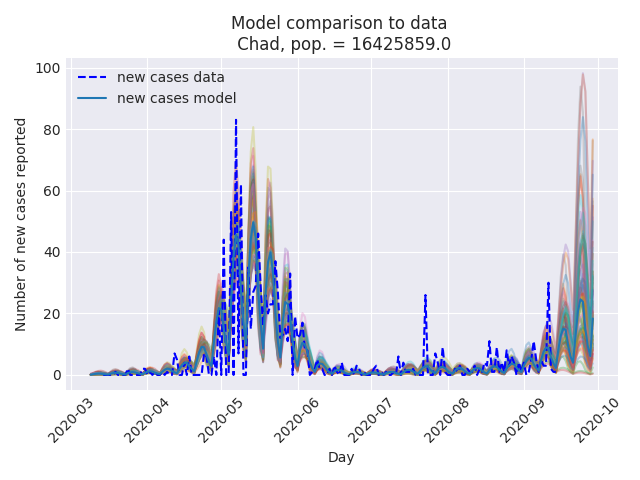 Model comparison to data
Chad, pop. = 16425859.0
new cases data
new cases model
Number of new cases reported
100
80
60
40
20
0
2020-03
2020-04
2020-05
2020-06
2020-07
2020-08
2020-09
2020-10
Day